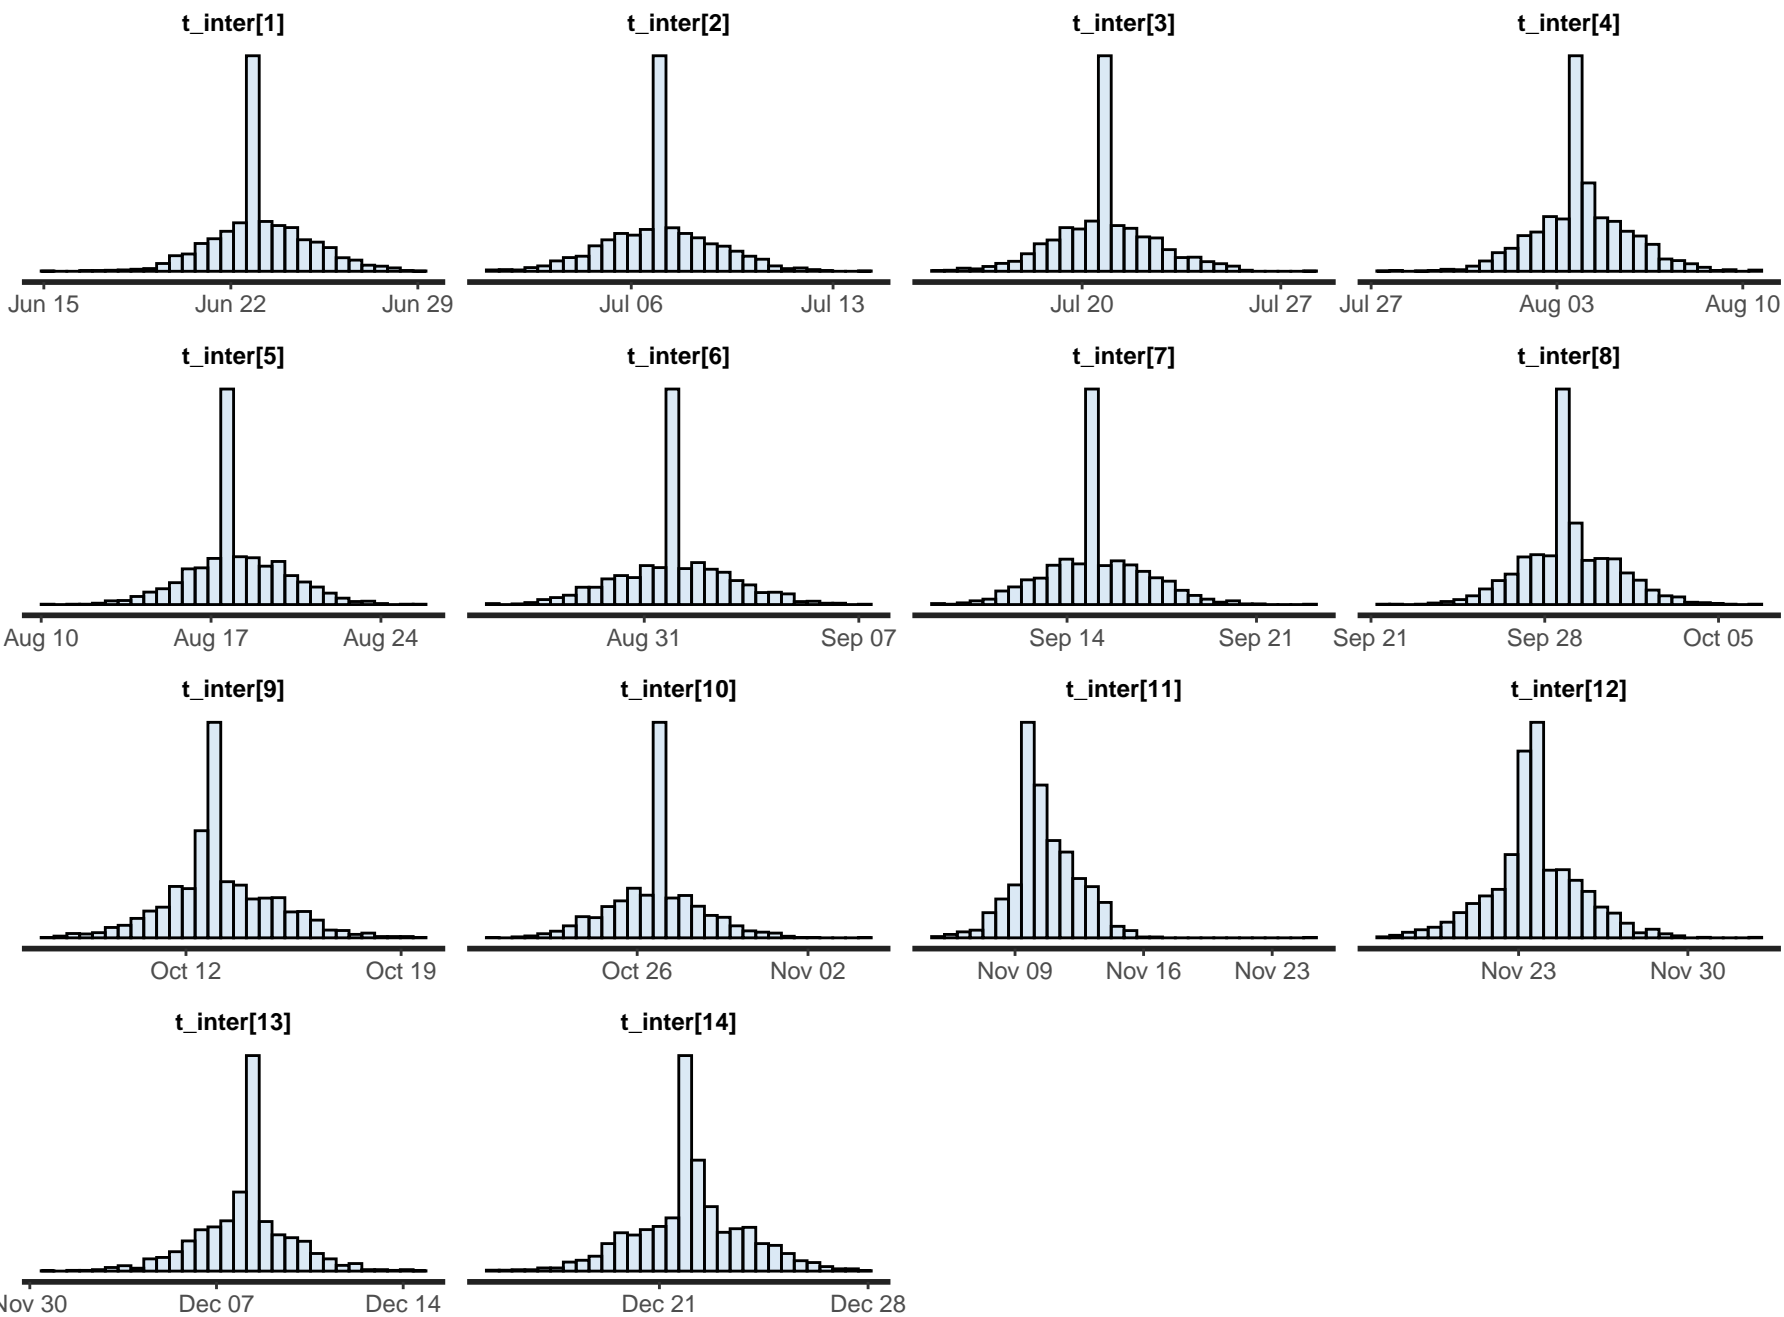 t_inter[1] t_inter[2] t_inter[3] t_inter[4]
Jun 15 Jun 22 Jun 29 Jul 06 Jul 13 Jul 20 Jul 27 Jul 27 Aug 03 Aug 10
t_inter[5] t_inter[6] t_inter[7] t_inter[8]
Aug 10 Aug 17 Aug 24 Aug 31 Sep 07 Sep 14 Sep 21 Sep 21 Sep 28 Oct 05
t_inter[9] t_inter[10] t_inter[11] t_inter[12]
Oct 12 Oct 19 Oct 26 Nov 02 Nov 09 Nov 16 Nov 23 Nov 23 Nov 30
t_inter[13] t_inter[14]
Nov 30 Dec 07 Dec 14 Dec 21 Dec 28